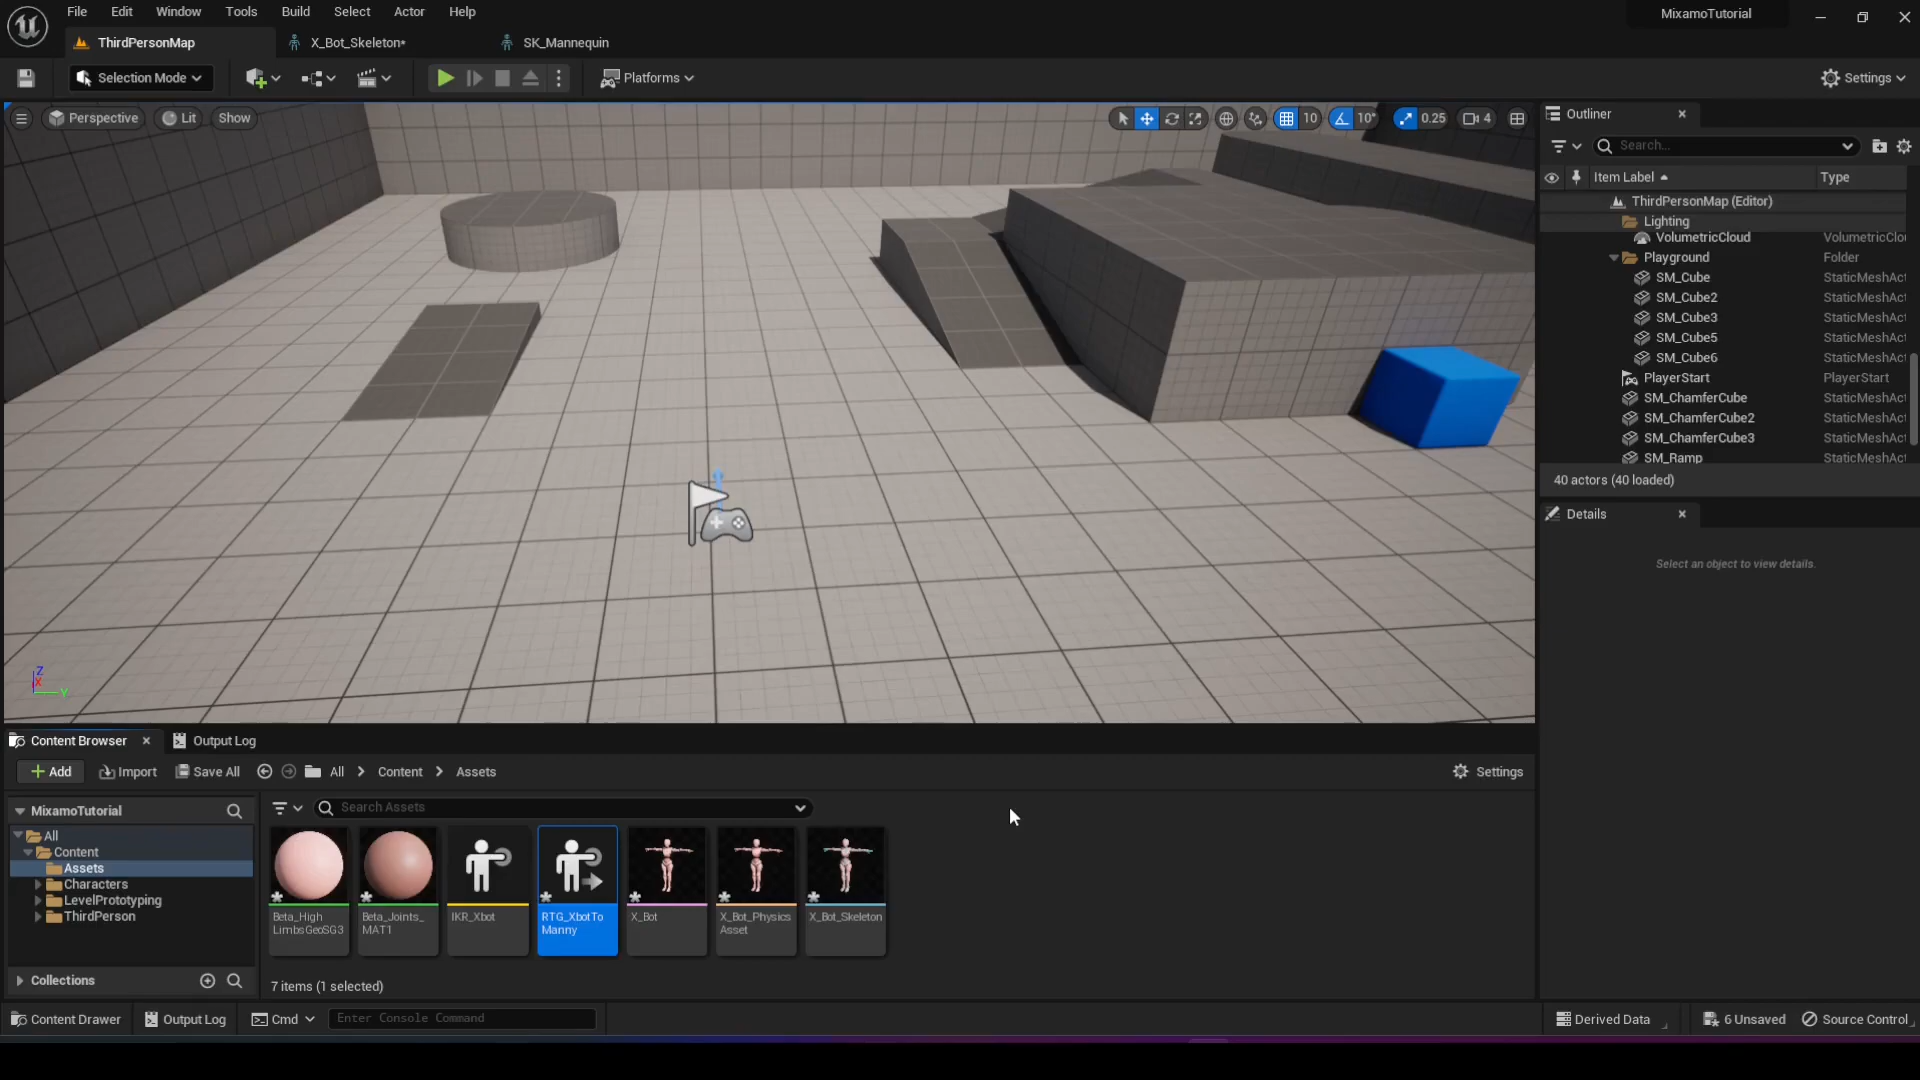 File Edit Window Tools Build Select Actor Help
MixamoTutorial
ThirdPersonMap X_Bot_Skeleton* SK_Mannequin
Selection Mode Platforms Settings
Perspective Lit Show 10 10° 0.25 4
Outliner
Search...
Item Label Type
ThirdPersonMap (Editor)
Lighting
VolumetricCloud VolumetricClou
Playground Folder
SM_Cube StaticMeshAct
SM_Cube2 StaticMeshAct
SM_Cube3 StaticMeshAct
SM_Cube5 StaticMeshAct
SM_Cube6 StaticMeshAct
PlayerStart PlayerStart
SM_ChamferCube StaticMeshAct
SM_ChamferCube2 StaticMeshAct
SM_ChamferCube3 StaticMeshAct
SM_Ramp StaticMeshAct
40 actors (40 loaded)
Details
Select an object to view details.
Z
X
Y
Content Browser Output Log
Add Import Save All All Content Assets Settings
MixamoTutorial
Search Assets
All
Content
Assets
Characters
LevelPrototyping
ThirdPerson
Collections
Beta_High
LimbsGeoSG3
Beta_Joints_
MAT1
IKR_Xbot
RTG_XbotTo
Manny
X_Bot
X_Bot_Physics
Asset
X_Bot_Skeleton
7 items (1 selected)
Content Drawer Output Log Cmd Enter Console Command Derived Data 6 Unsaved Source Control